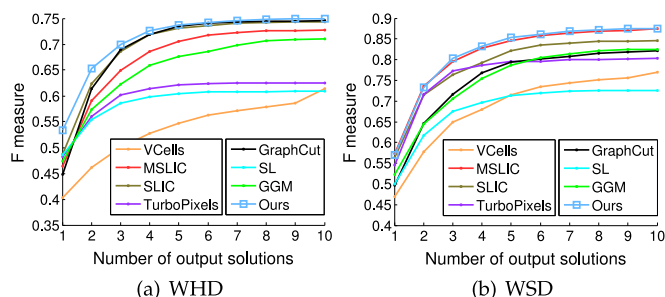 F measure
0.75
0.7
0.65
0.6
0.55
0.5
0.45
0.4
0.35
VCells
MSLIC
SLIC
TurboPixels
GraphCut
SL
GGM
Ours
1 2 3 4 5 6 7 8 9 10
Number of output solutions
(a) WHD
F measure
0.9
0.85
0.8
0.75
0.7
0.65
0.6
0.55
0.5
0.45
0.4
VCells
MSLIC
SLIC
TurboPixels
GraphCut
SL
GGM
Ours
1 2 3 4 5 6 7 8 9 10
Number of output solutions
(b) WSD